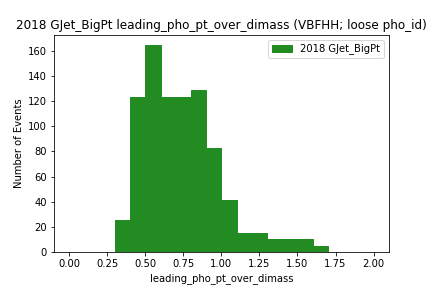 2018 GJet_BigPt leading_pho_pt_over_dimass (VBFHH; loose pho_id)
2018 GJet_BigPt
Number of Events
160
140
120
100
80
60
40
20
0
0.00 0.25 0.50 0.75 1.00 1.25 1.50 1.75 2.00
leading_pho_pt_over_dimass